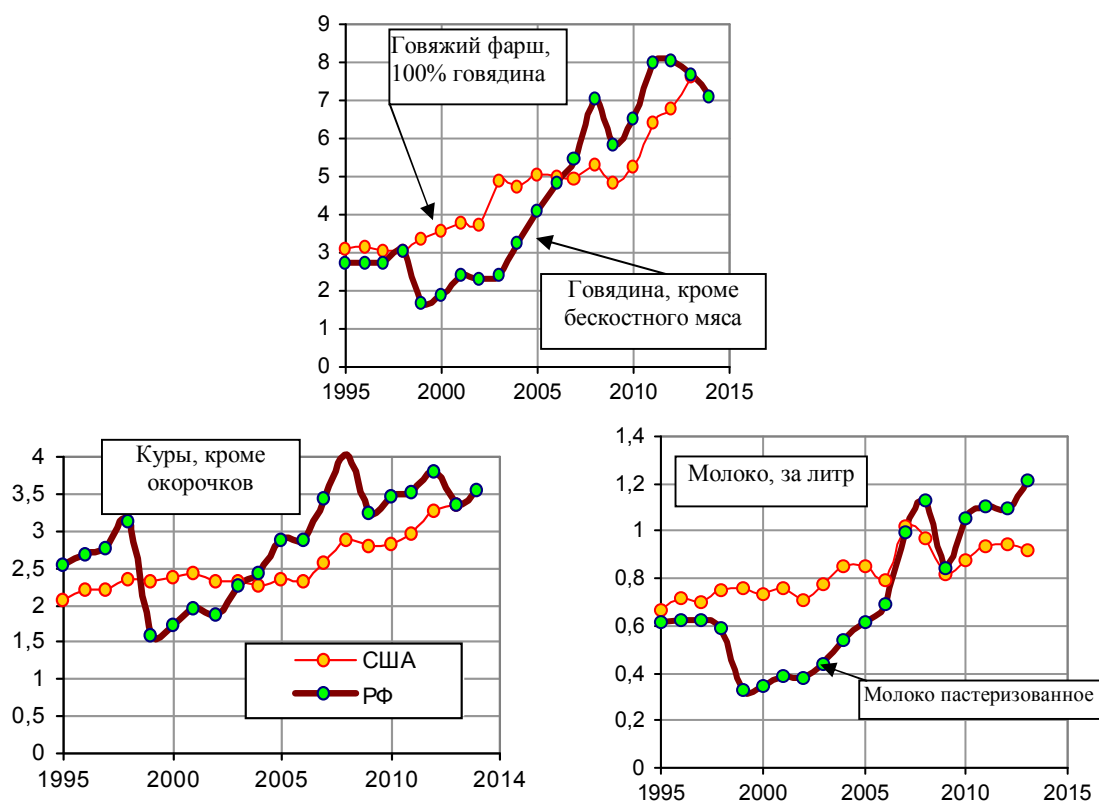 9
8
7
6
5
4
3
2
1
0
Говяжий фарш,
100% говядина
Говядина, кроме
бескостного мяса
1995 2000 2005 2010 2015
4
3,5
3
2,5
2
1,5
1
0,5
0
Куры, кроме
окорочков
США
РФ
1995 2000 2005 2010 2014
1,4
1,2
1
0,8
0,6
0,4
0,2
0
Молоко, за литр
Молоко пастеризованное
1995 2000 2005 2010 2015